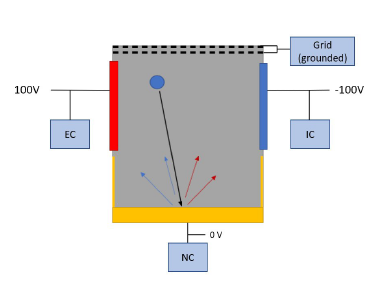 Grid
(grounded)
100V
-100V
EC
IC
0 V
NC